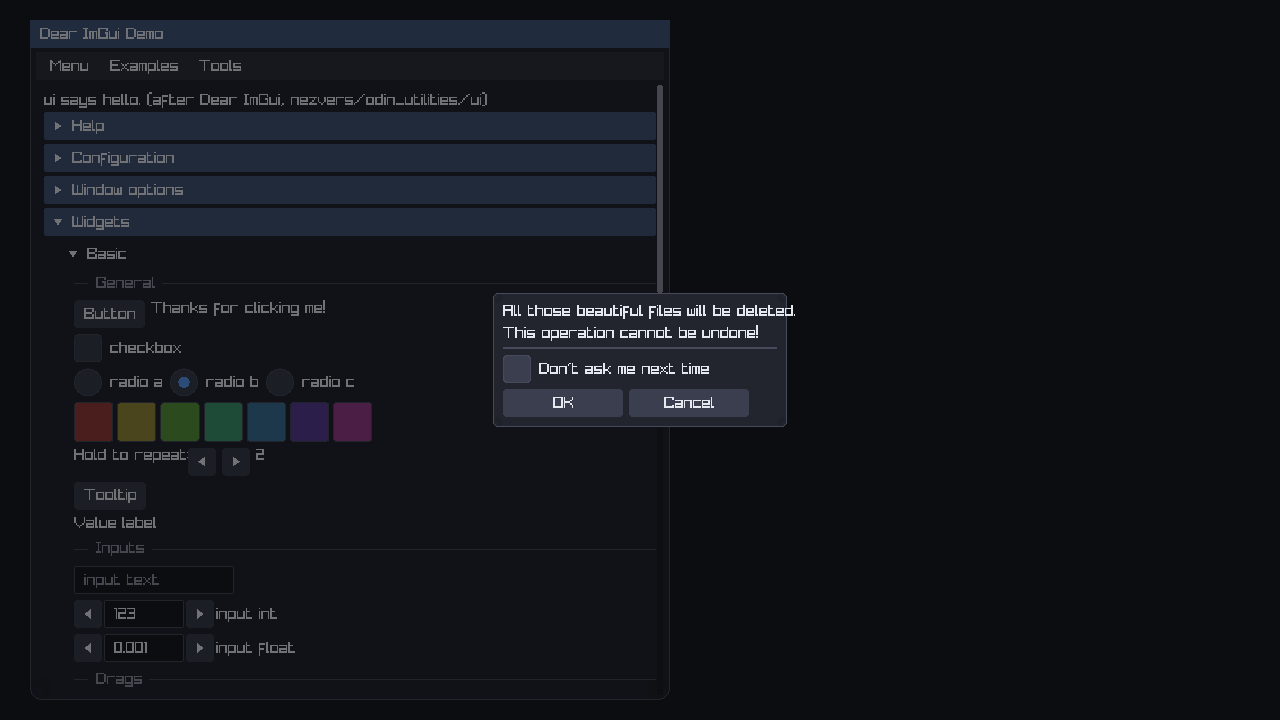 Dear ImGui Demo
Menu Examples Tools
ui says hello. (after Dear ImGui, nezvers/odin_utilities/ui)
Help
Configuration
Window options
Widgets
Basic
General
Button Thanks for clicking me!
checkbox
radio a radio b radio c
Hold to repeat: 2
Tooltip
Value label
Inputs
input text
123 input int
0.001 input float
Drags
All those beautiful files will be deleted.
This operation cannot be undone!
Don't ask me next time
OK Cancel